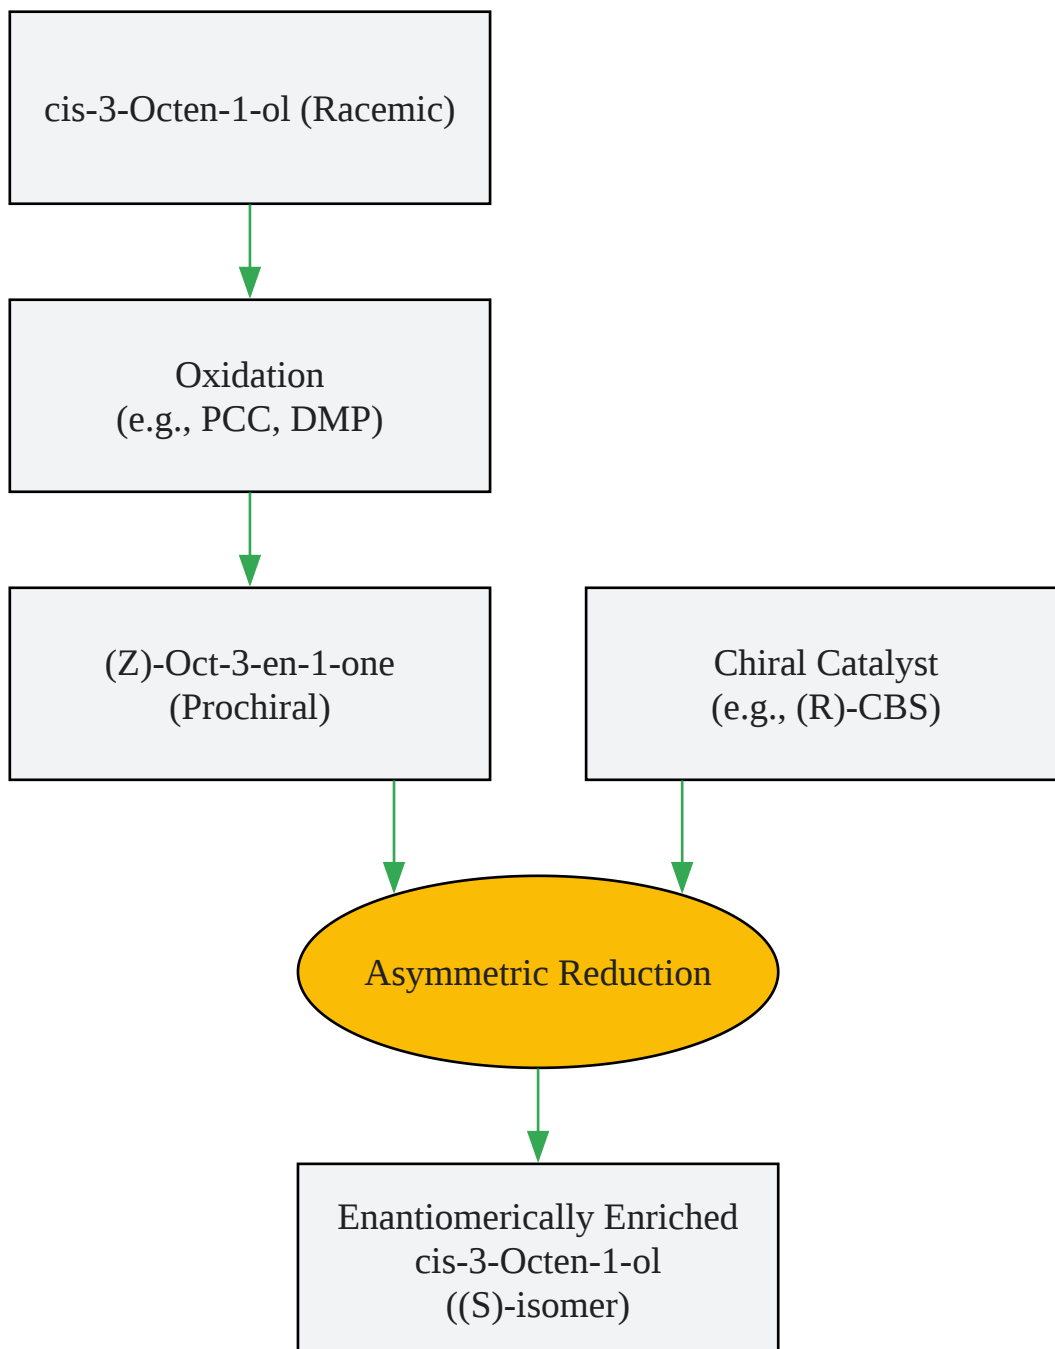 cis-3-Octen-1-ol (Racemic)
Oxidation
(e.g., PCC, DMP)
(Z)-Oct-3-en-1-one
(Prochiral)
Chiral Catalyst
(e.g., (R)-CBS)
Asymmetric Reduction
Enantiomerically Enriched
cis-3-Octen-1-ol
((S)-isomer)